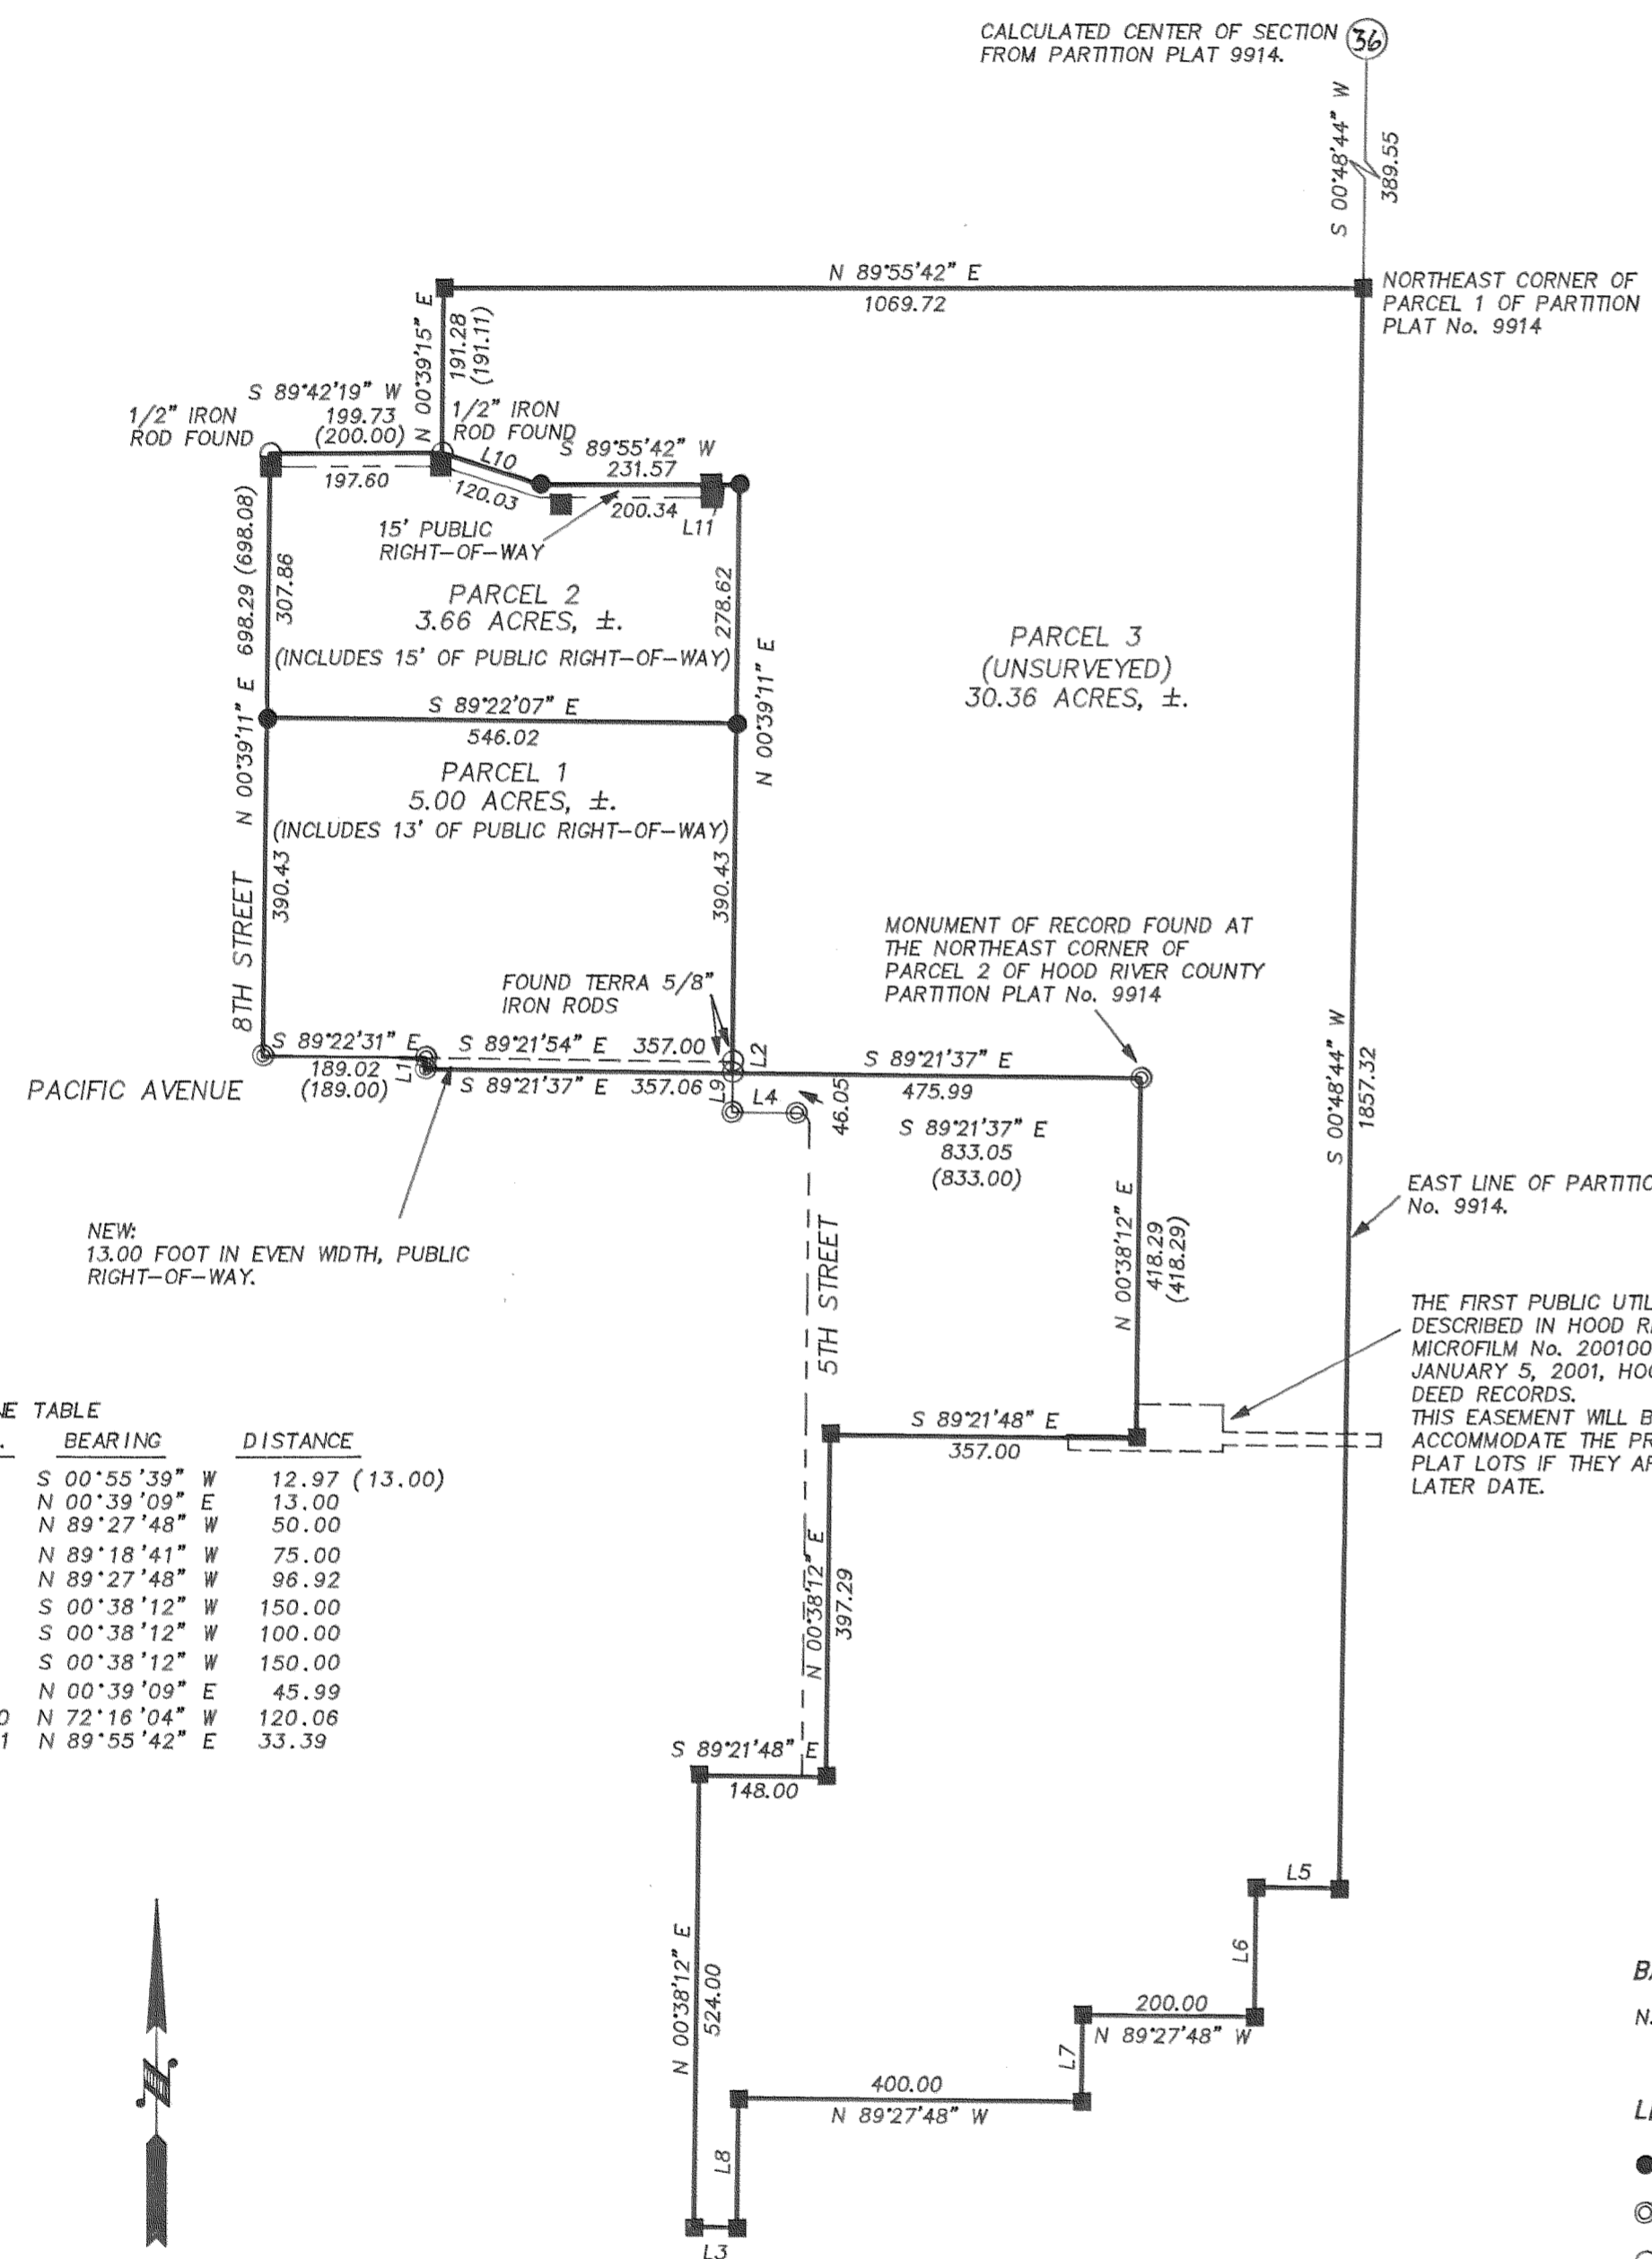 CALCULATED CENTER OF SECTION
FROM PARTITION PLAT 9914.
36
S 00°48'44" W
389.55
N 89°55'42" E
1069.72
NORTHEAST CORNER OF
PARCEL 1 OF PARTITION
PLAT No. 9914
N 00°39'15" E
191.28
(191.11)
S 89°42'19" W
199.73
(200.00)
1/2" IRON
ROD FOUND
1/2" IRON
ROD FOUND
L10
S 89°55'42" W
231.57
197.60
120.03
200.34
L11
15' PUBLIC
RIGHT-OF-WAY
N 00°39'11" E 698.29 (698.08)
307.86
PARCEL 2
3.66 ACRES, ±.
(INCLUDES 15' OF PUBLIC RIGHT-OF-WAY)
278.62
N 00°39'11" E
PARCEL 3
(UNSURVEYED)
30.36 ACRES, ±.
S 89°22'07" E
546.02
PARCEL 1
5.00 ACRES, ±.
(INCLUDES 13' OF PUBLIC RIGHT-OF-WAY)
8TH STREET
390.43
390.43
MONUMENT OF RECORD FOUND AT
THE NORTHEAST CORNER OF
PARCEL 2 OF HOOD RIVER COUNTY
PARTITION PLAT No. 9914
FOUND TERRA 5/8"
IRON RODS
S 89°22'31" E
189.02
(189.00)
L1
S 89°21'54" E 357.00
S 89°21'37" E 357.06
L2
L9
L4
46.05
S 89°21'37" E
475.99
S 89°21'37" E
833.05
(833.00)
PACIFIC AVENUE
S 00°48'44" W
1857.32
EAST LINE OF PARTITIO
No. 9914.
NEW:
13.00 FOOT IN EVEN WIDTH, PUBLIC
RIGHT-OF-WAY.
5TH STREET
N 00°38'12" E
418.29
(418.29)
THE FIRST PUBLIC UTIL
DESCRIBED IN HOOD R
MICROFILM No. 200100
JANUARY 5, 2001, HOO
DEED RECORDS.
THIS EASEMENT WILL B
ACCOMMODATE THE PR
PLAT LOTS IF THEY A
LATER DATE.
S 89°21'48" E
357.00
NE TABLE
BEARING DISTANCE
S 00°55'39" W 12.97 (13.00)
N 00°39'09" E 13.00
N 89°27'48" W 50.00
N 89°18'41" W 75.00
N 89°27'48" W 96.92
S 00°38'12" W 150.00
S 00°38'12" W 100.00
S 00°38'12" W 150.00
N 00°39'09" E 45.99
0 N 72°16'04" W 120.06
1 N 89°55'42" E 33.39
N 00°38'12" E
397.29
S 89°21'48" E
148.00
L5
L6
N 00°38'12" E
524.00
200.00
N 89°27'48" W
L7
400.00
N 89°27'48" W
L8
L3
N
BA
N.
LE